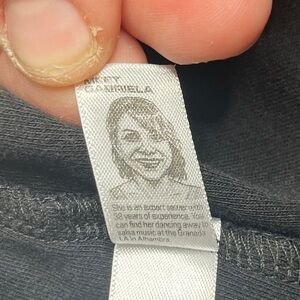 MEET
GABRIELA
She is an expert sewer with
38 years of experience. You
can find her dancing away to
salsa music at the Granada
LA in Alhambra.